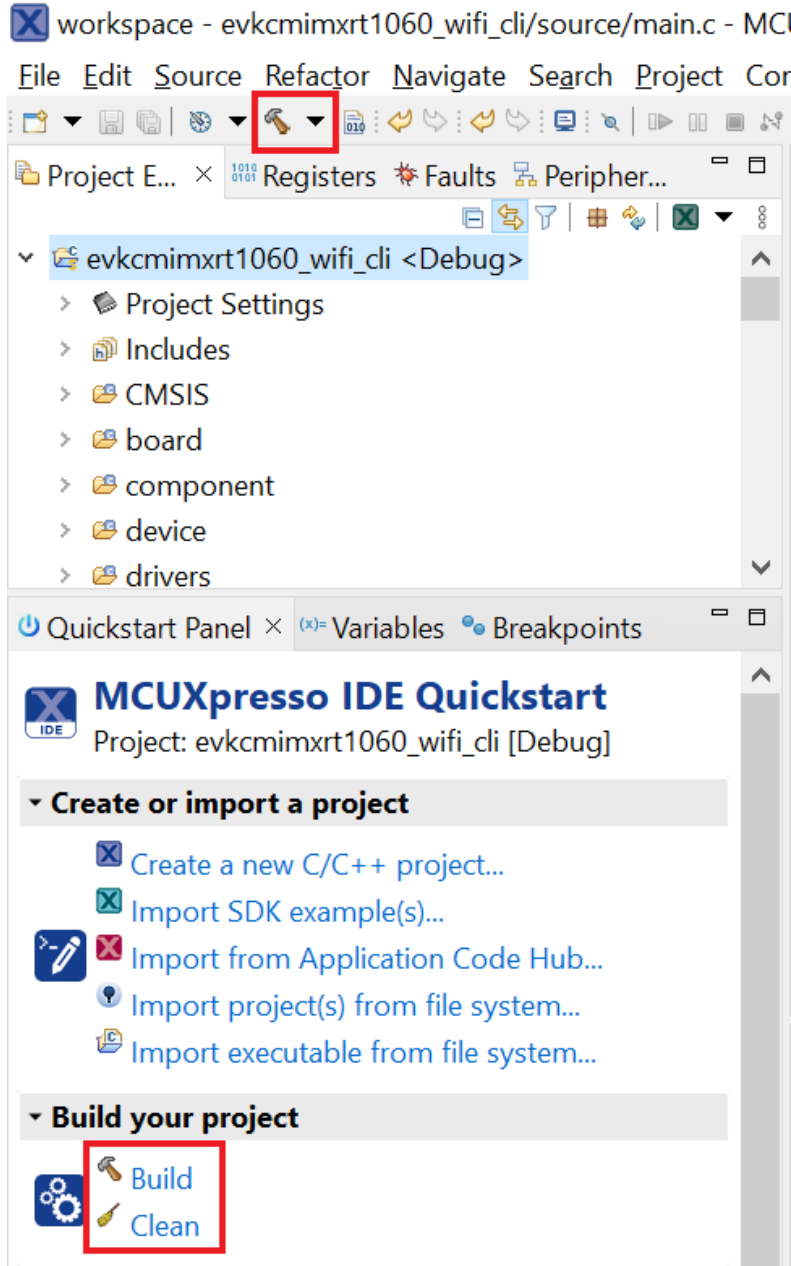 workspace - evkcmimxrt1060_wifi_cli/source/main.c - MCU
File Edit Source Refactor Navigate Search Project Con
010
Project E... 1010 0101 Registers Faults Peripher...
evkcmimxrt1060_wifi_cli <Debug>
Project Settings
Includes
CMSIS
board
component
device
drivers
Quickstart Panel (x)= Variables Breakpoints
MCUXpresso IDE Quickstart
IDE
Project: evkcmimxrt1060_wifi_cli [Debug]
Create or import a project
Create a new C/C++ project...
Import SDK example(s)...
Import from Application Code Hub...
Import project(s) from file system...
Import executable from file system...
Build your project
Build
Clean